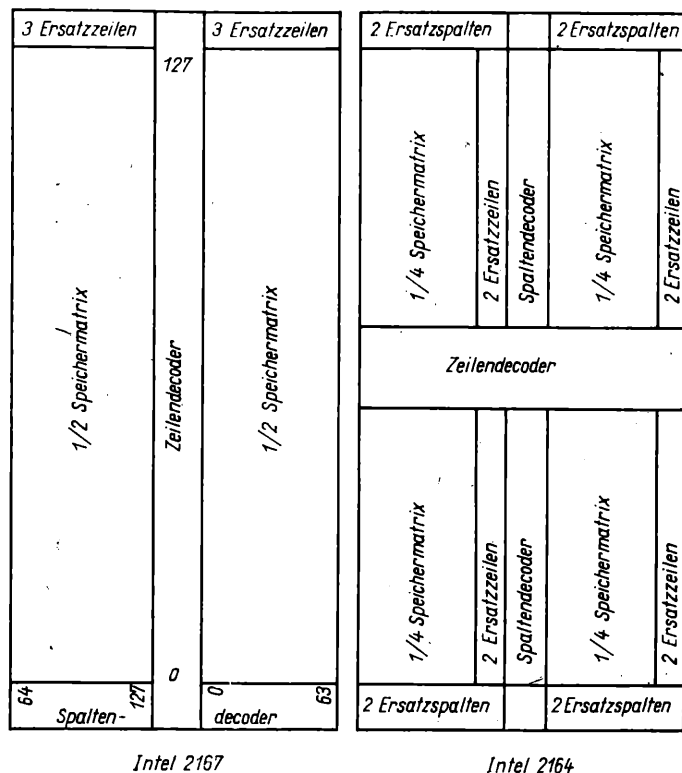 3 Ersatzzeilen
3 Ersatzzeilen
127
1/2 Speichermatrix
Zeilendecoder
1/2 Speichermatrix
0
64
127
0
63
Spalten-
decoder
Intel 2167
2 Ersatzspalten
2 Ersatzspalten
1/4 Speichermatrix
2 Ersatzzeilen
Spaltendecoder
1/4 Speichermatrix
2 Ersatzzeilen
Zeilendecoder
1/4 Speichermatrix
2 Ersatzzeilen
Spaltendecoder
1/4 Speichermatrix
2 Ersatzzeilen
2 Ersatzspalten
2 Ersatzspalten
Intel 2164